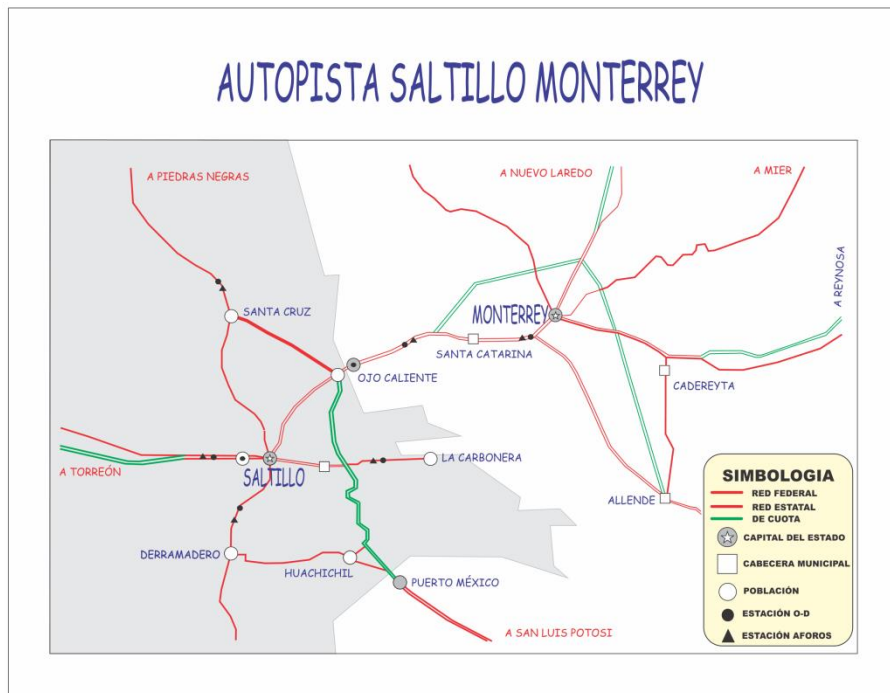 AUTOPISTA SALTILLO MONTERREY
A PIEDRAS NEGRAS
A NUEVO LAREDO
A MIER
A REYNOSA
SANTA CRUZ
MONTERREY
SANTA CATARINA
OJO CALIENTE
CADEREYTA
A TORREÓN
SALTILLO
LA CARBONERA
ALLENDE
DERRAMADERO
HUACHICHIL
PUERTO MÉXICO
A SAN LUIS POTOSI
SIMBOLOGIA
RED FEDERAL
RED ESTATAL
DE CUOTA
CAPITAL DEL ESTADO
CABECERA MUNICIPAL
POBLACIÓN
ESTACIÓN O-D
ESTACIÓN AFOROS